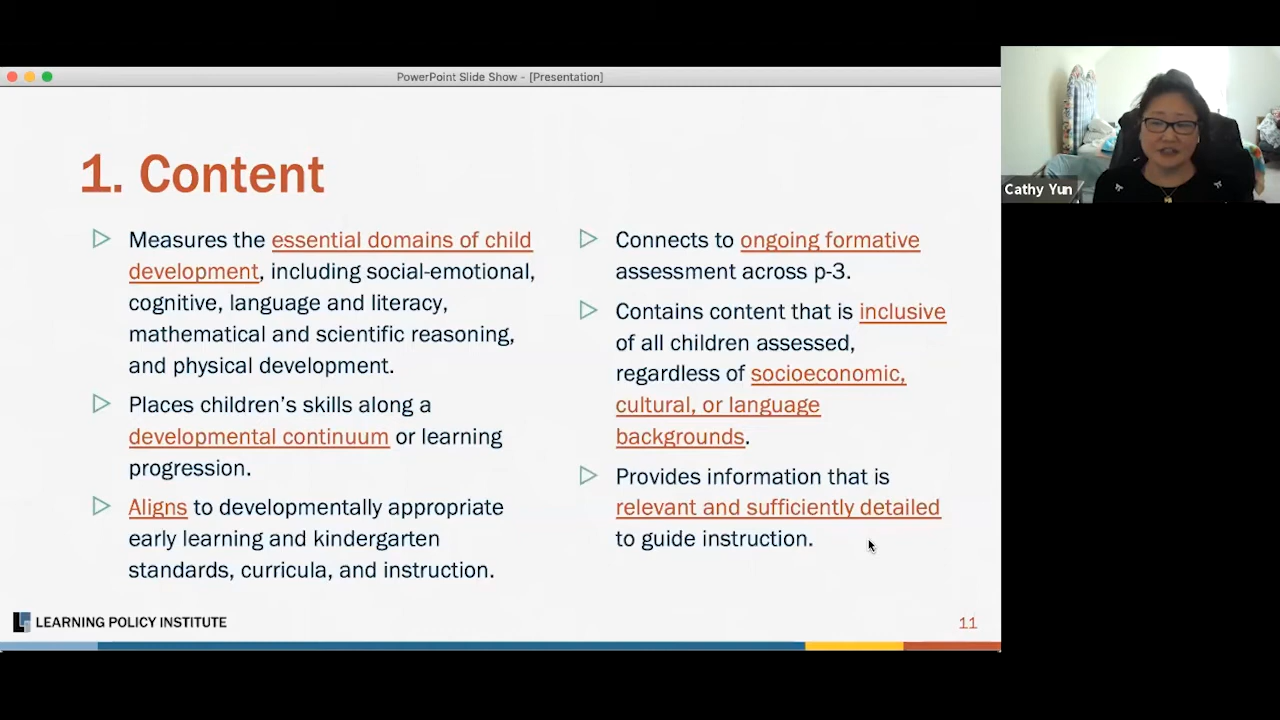 PowerPoint Slide Show - [Presentation]
1. Content
Measures the essential domains of child
development, including social-emotional,
cognitive, language and literacy,
mathematical and scientific reasoning,
and physical development.
Places children’s skills along a
developmental continuum or learning
progression.
Aligns to developmentally appropriate
early learning and kindergarten
standards, curricula, and instruction.
Connects to ongoing formative
assessment across p-3.
Contains content that is inclusive
of all children assessed,
regardless of socioeconomic,
cultural, or language
backgrounds.
Provides information that is
relevant and sufficiently detailed
to guide instruction.
LEARNING POLICY INSTITUTE
11
Cathy Yun